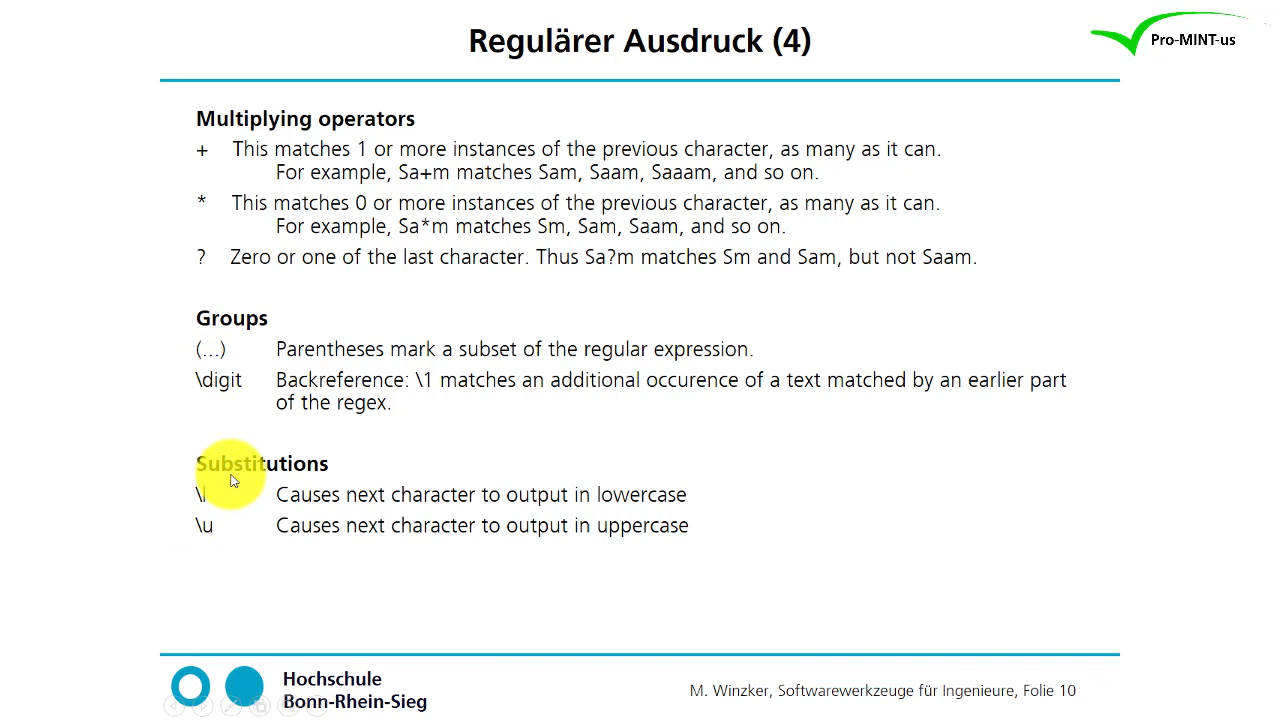 Regulärer Ausdruck (4)
Pro-MINT-us
Multiplying operators
+ This matches 1 or more instances of the previous character, as many as it can.
For example, Sa+m matches Sam, Saam, Saaam, and so on.
* This matches 0 or more instances of the previous character, as many as it can.
For example, Sa*m matches Sm, Sam, Saam, and so on.
? Zero or one of the last character. Thus Sa?m matches Sm and Sam, but not Saam.
Groups
(...) Parentheses mark a subset of the regular expression.
\digit Backreference: \1 matches an additional occurence of a text matched by an earlier part
of the regex.
Substitutions
\l Causes next character to output in lowercase
\u Causes next character to output in uppercase
Hochschule
Bonn-Rhein-Sieg
M. Winzker, Softwarewerkzeuge für Ingenieure, Folie 10